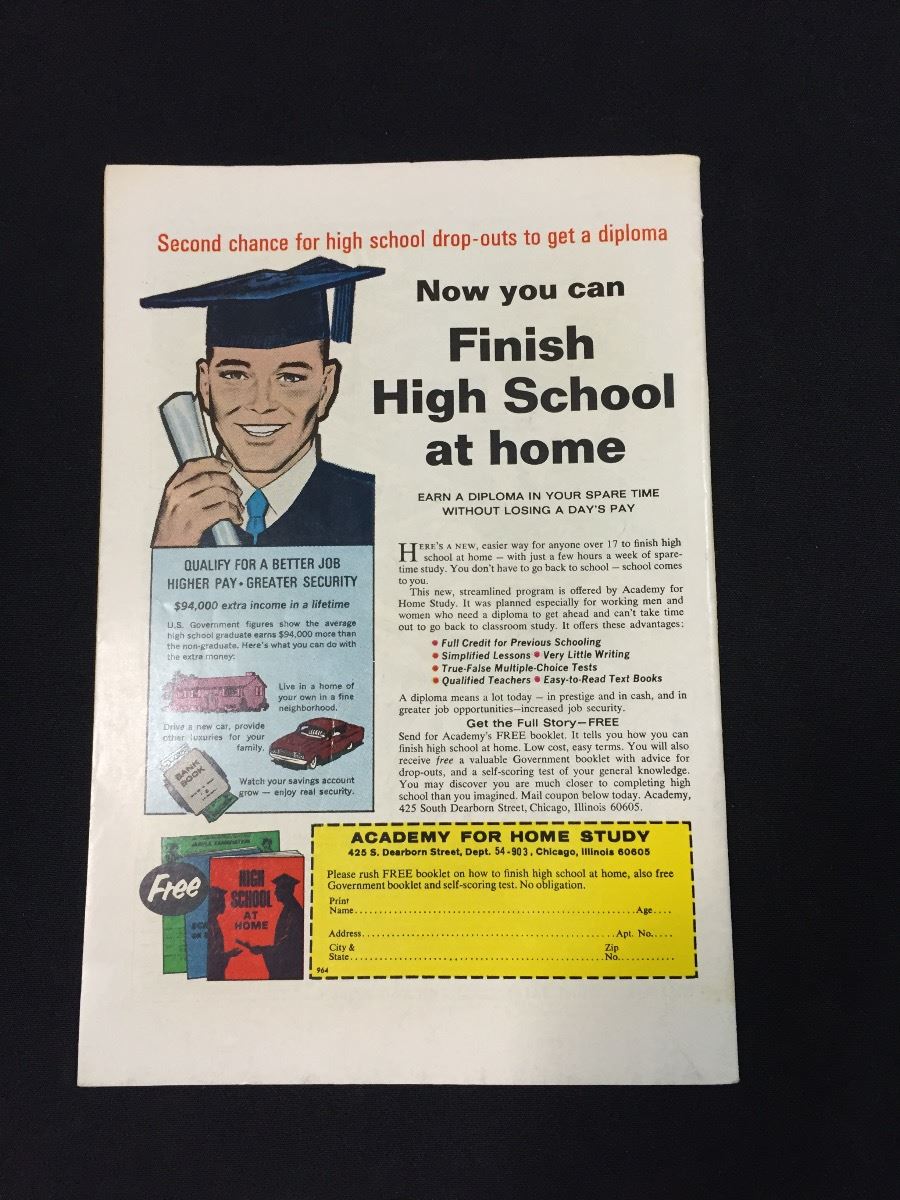 Second chance for high school drop-outs to get a diploma
Now you can
Finish
High School
at home
EARN A DIPLOMA IN YOUR SPARE TIME
WITHOUT LOSING A DAY'S PAY
QUALIFY FOR A BETTER JOB
HIGHER PAY • GREATER SECURITY
$94,000 extra income in a lifetime
U.S. Government figures show the average
high school graduate earns $94,000 more than
the non-graduate. Here's what you can do with
the extra money:
Live in a home of
your own in a fine
neighborhood.
Drive a new car, provide
other luxuries for your
family.
BANK
BOOK
Watch your savings account
grow — enjoy real security.
HERE'S A NEW, easier way for anyone over 17 to finish high
school at home — with just a few hours a week of spare-
time study. You don't have to go back to school — school comes
to you.
This new, streamlined program is offered by Academy for
Home Study. It was planned especially for working men and
women who need a diploma to get ahead and can't take time
out to go back to classroom study. It offers these advantages:
• Full Credit for Previous Schooling
• Simplified Lessons • Very Little Writing
• True-False Multiple-Choice Tests
• Qualified Teachers • Easy-to-Read Text Books
A diploma means a lot today — in prestige and in cash, and in
greater job opportunities—increased job security.
Get the Full Story—FREE
Send for Academy's FREE booklet. It tells you how you can
finish high school at home. Low cost, easy terms. You will also
receive free a valuable Government booklet with advice for
drop-outs, and a self-scoring test of your general knowledge.
You may discover you are much closer to completing high
school than you imagined. Mail coupon below today. Academy,
425 South Dearborn Street, Chicago, Illinois 60605.
Free
HIGH
SCHOOL
AT
HOME
ACADEMY FOR HOME STUDY
425 S. Dearborn Street, Dept. 54-903, Chicago, Illinois 60605
Please rush FREE booklet on how to finish high school at home, also free
Government booklet and self-scoring test. No obligation.
Print
Name..........Age....
Address..........Apt. No.....
City & Zip
State..........No...........
964